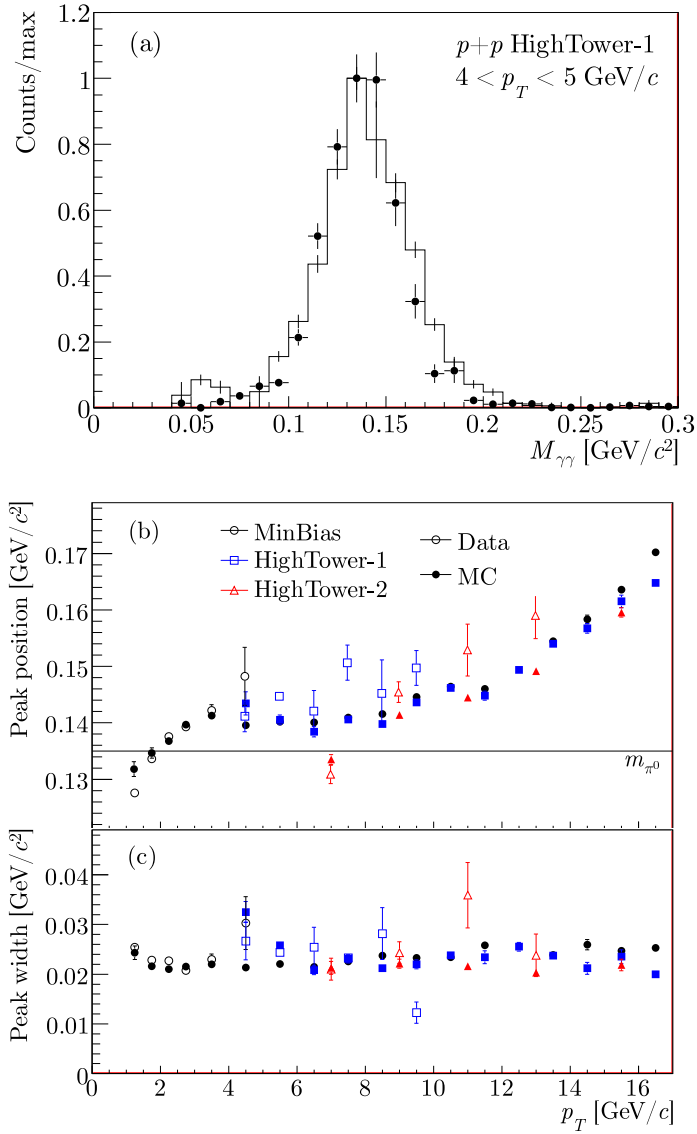 (a)
p+p HighTower-1
4 < p_T < 5 GeV/c
Counts/max
1
0.8
0.6
0.4
0.2
0
0 0.05 0.1 0.15 0.2 0.25 0.3
M_γγ [GeV/c²]
(b)
MinBias
HighTower-1
HighTower-2
Data
MC
Peak position [GeV/c²]
0.17
0.16
0.15
0.14
0.13
m_π⁰
(c)
Peak width [GeV/c²]
0.04
0.03
0.02
0.01
0
0 2 4 6 8 10 12 14 16
p_T [GeV/c]